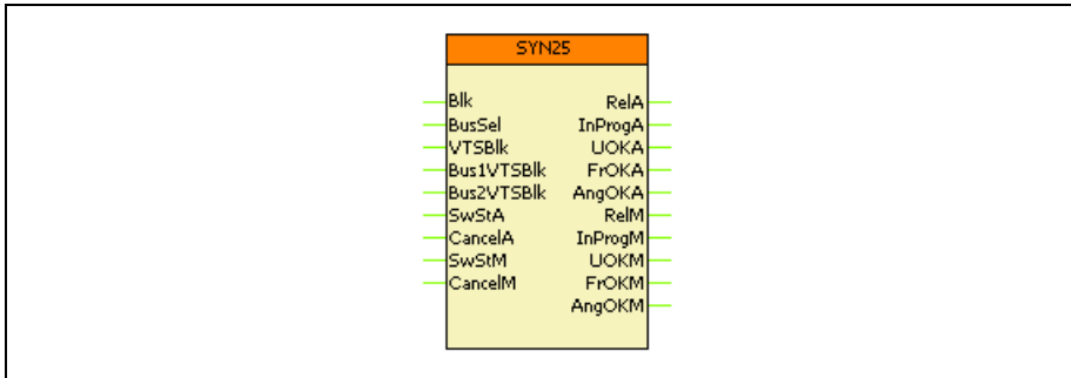 SYN25
Blk RelA
BusSel InProgA
VTSBlk UOKA
Bus1VTSBlk FrOKA
Bus2VTSBlk AngOKA
SwStA RelM
CancelA InProgM
SwStM UOKM
CancelM FrOKM
AngOKM